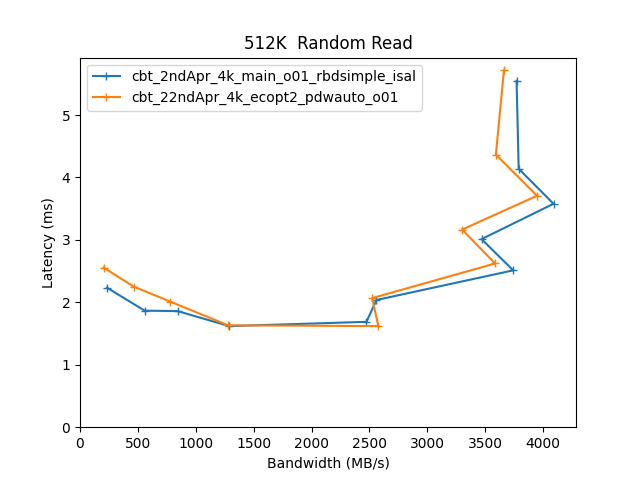 512K  Random Read
cbt_2ndApr_4k_main_o01_rbdsimple_isal
cbt_22ndApr_4k_ecopt2_pdwauto_o01
Latency (ms)
5
4
3
2
1
0
0 500 1000 1500 2000 2500 3000 3500 4000
Bandwidth (MB/s)